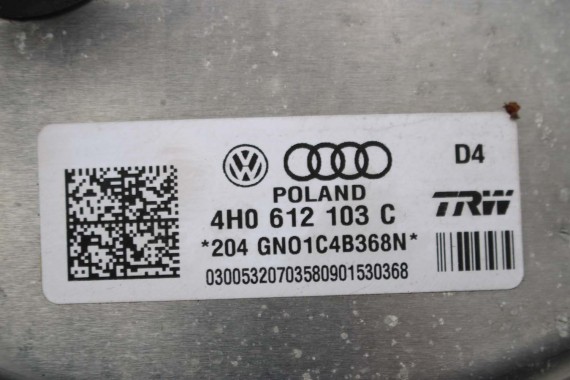 D4
POLAND
4H0 612 103 C
TRW
*204 GN01C4B368N*
03005320703580901530368